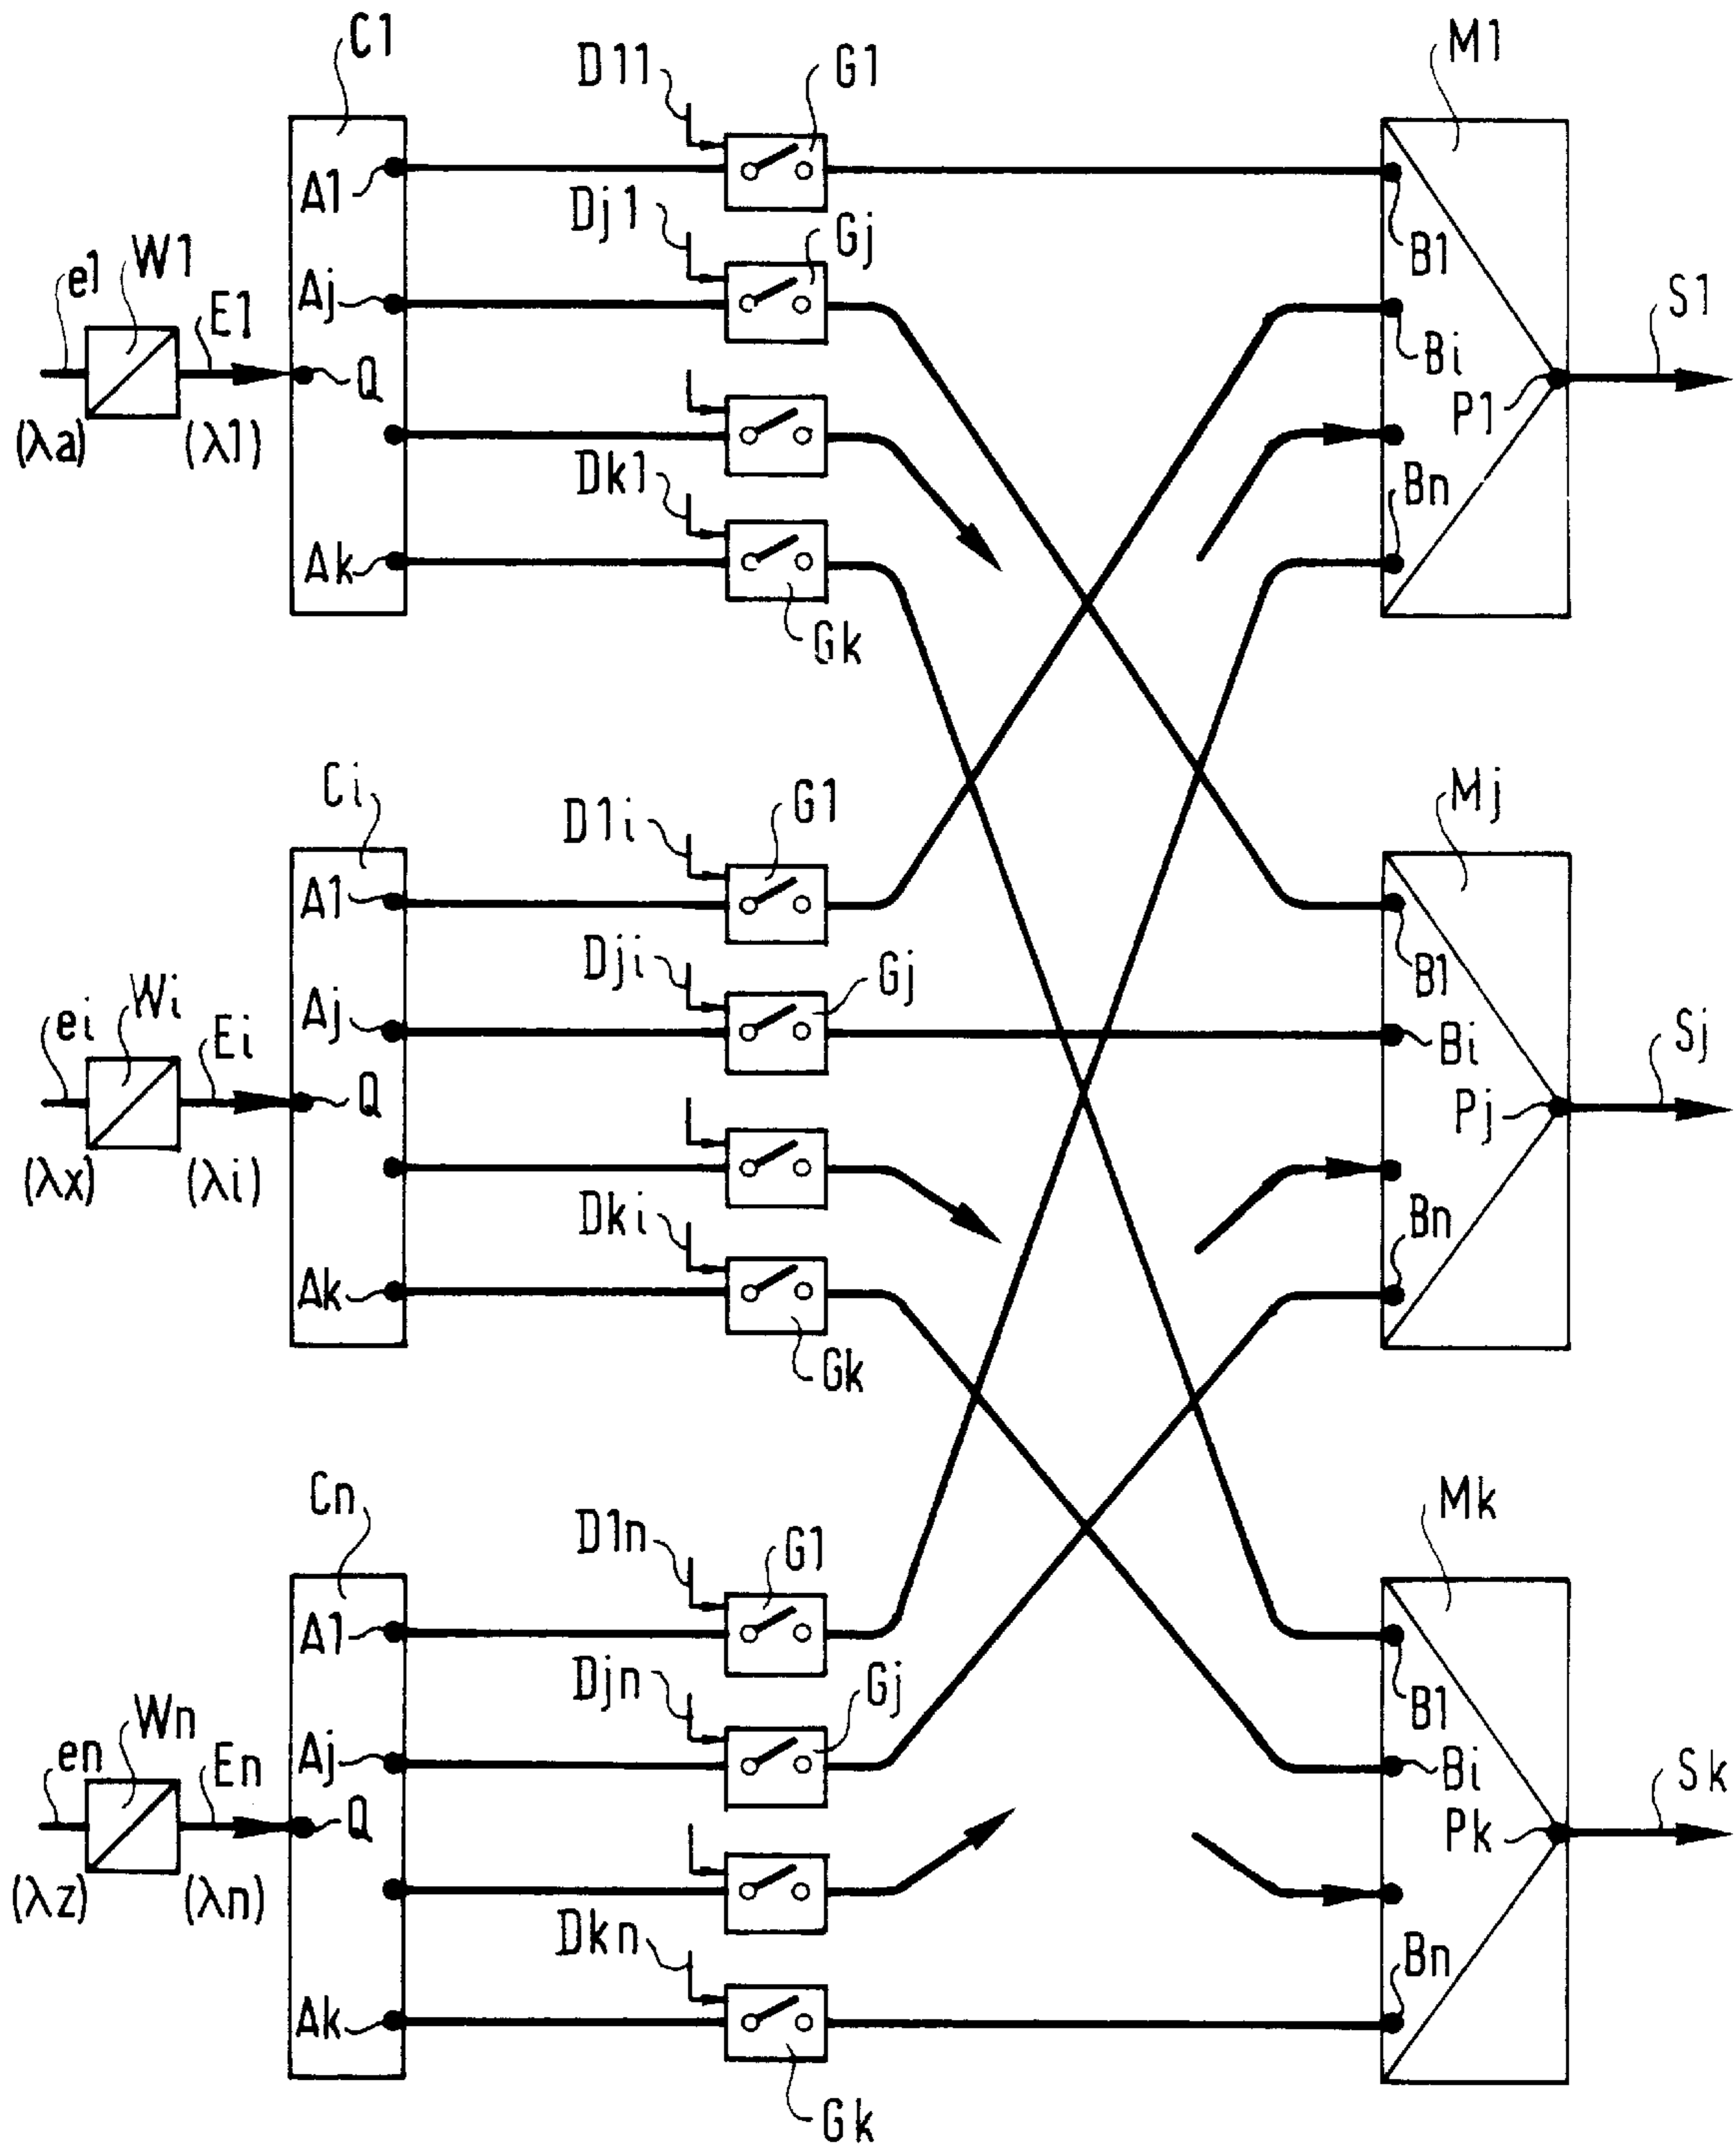 C1
D11
G1
M1
A1
Dj1
Gj
B1
e1
W1
E1
Aj
S1
Q
Bi
P1
(λa)
(λ1)
Dk1
Bn
Ak
Gk
Ci
D1i
G1
Mj
A1
Dji
Gj
B1
ei
Wi
Ei
Aj
Bi
Sj
Q
Pj
(λx)
(λi)
Dki
Bn
Ak
Gk
Cn
D1n
G1
Mk
A1
Djn
Gj
B1
en
Wn
En
Aj
Bi
Sk
Q
Pk
(λz)
(λn)
Dkn
Bn
Ak
Gk